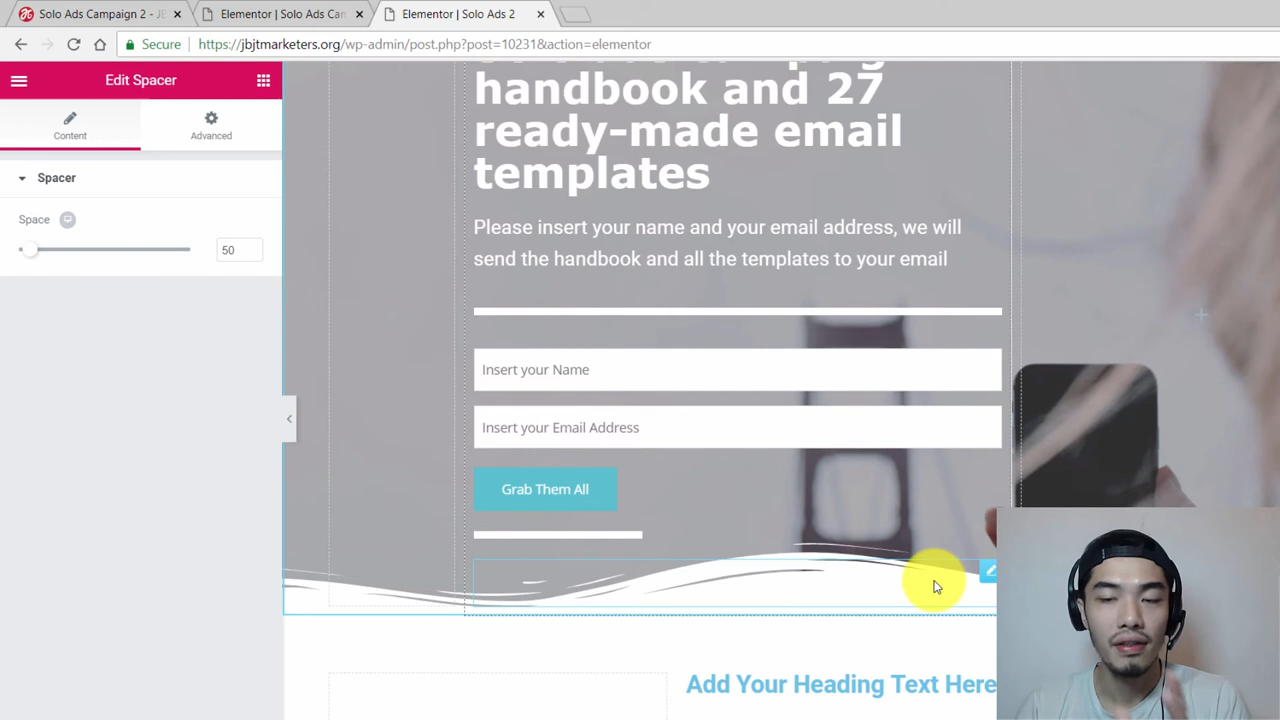 Solo Ads Campaign 2 - JE
Elementor | Solo Ads Can
Elementor | Solo Ads 2
Secure
https://jbjtmarketers.org/wp-admin/post.php?post=10231&action=elementor
Edit Spacer
Content
Advanced
Spacer
Space
50
handbook and 27
ready-made email
templates
Please insert your name and your email address, we will
send the handbook and all the templates to your email
Insert your Name
Insert your Email Address
Grab Them All
Add Your Heading Text Here